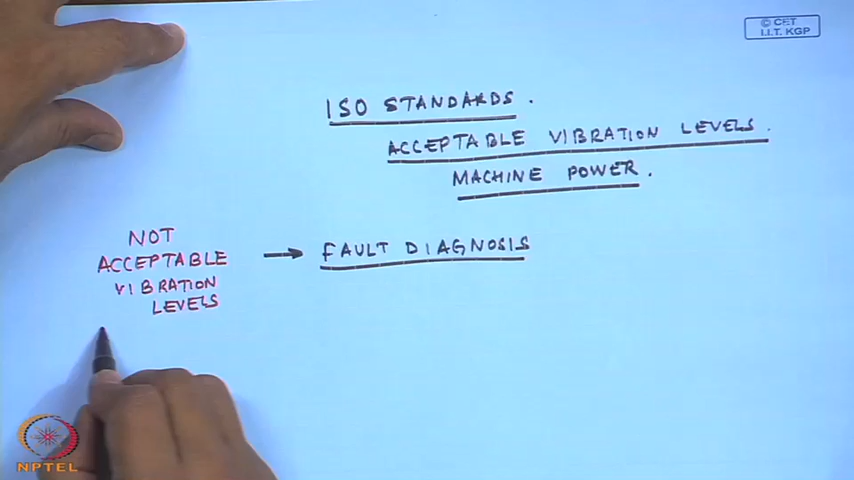 © CET
I.I.T. KGP
ISO STANDARDS.
ACCEPTABLE VIBRATION LEVELS.
MACHINE POWER.
NOT
ACCEPTABLE
VIBRATION
LEVELS
→ FAULT DIAGNOSIS
NPTEL